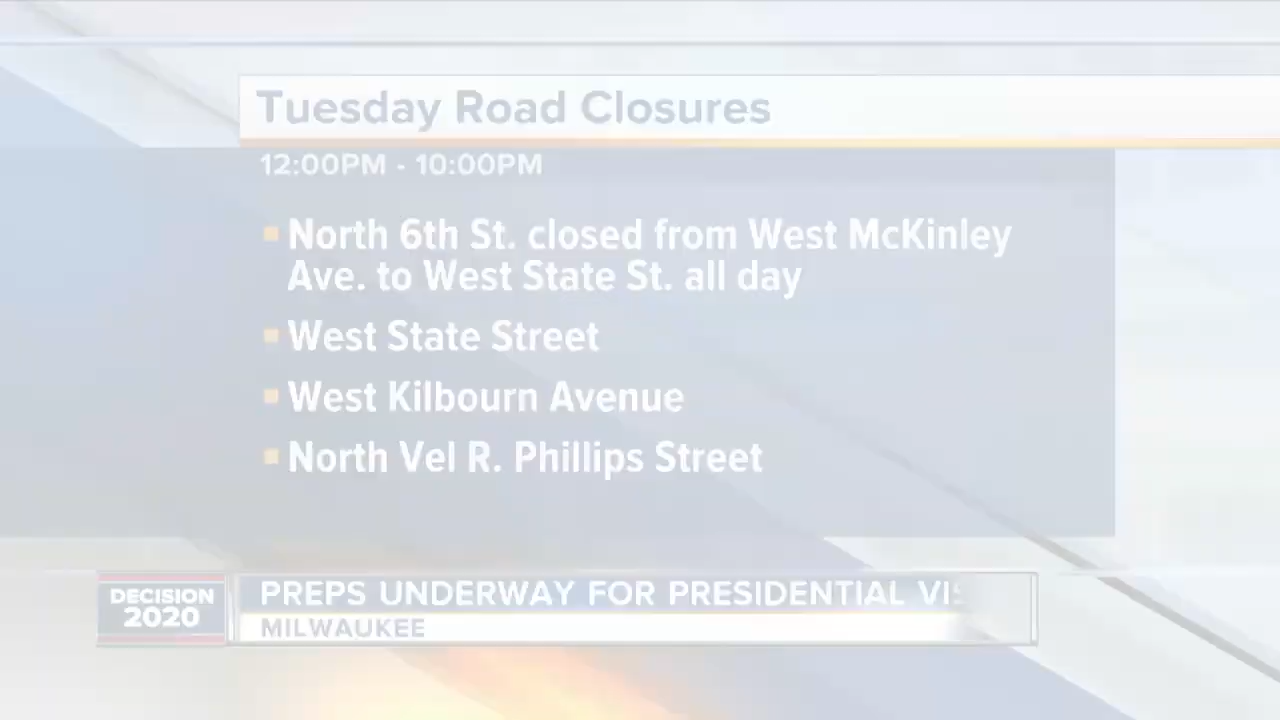 Tuesday Road Closures
12:00PM - 10:00PM
North 6th St. closed from West McKinley
Ave. to West State St. all day
West State Street
West Kilbourn Avenue
North Vel R. Phillips Street
DECISION
2020
PREPS UNDERWAY FOR PRESIDENTIAL VIS
MILWAUKEE